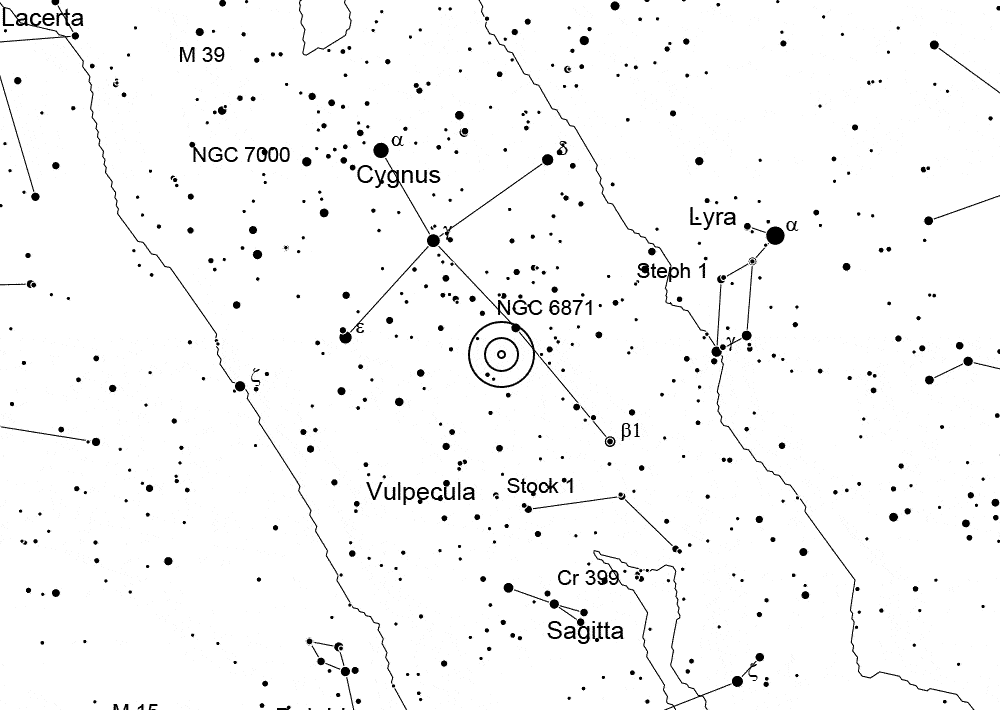 Lacerta
M 39
NGC 7000
α
Cygnus
δ
γ
Lyra
α
Steph 1
NGC 6871
ε
γ
ζ
β1
Vulpecula
Stock 1
Cr 399
Sagitta
ζ
M 15